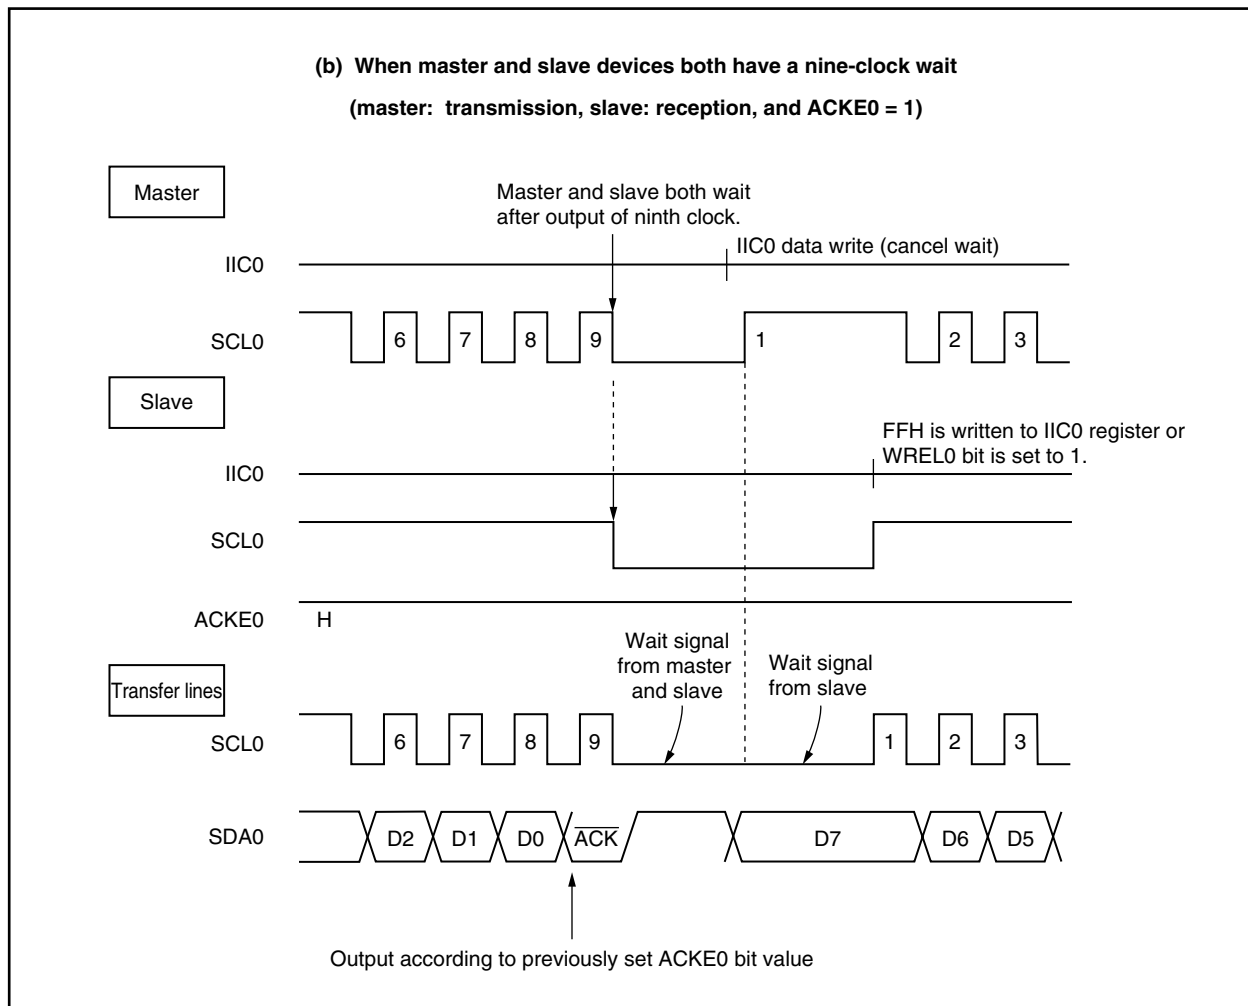 (b) When master and slave devices both have a nine-clock wait
(master: transmission, slave: reception, and ACKE0 = 1)
Master
Master and slave both wait
after output of ninth clock.
IIC0 data write (cancel wait)
IIC0
SCL0
6 7 8 9 1 2 3
Slave
FFH is written to IIC0 register or
WREL0 bit is set to 1.
IIC0
SCL0
ACKE0 H
Wait signal
from master
and slave
Wait signal
from slave
Transfer lines
SCL0
6 7 8 9 1 2 3
SDA0 D2 D1 D0 ACK D7 D6 D5
Output according to previously set ACKE0 bit value